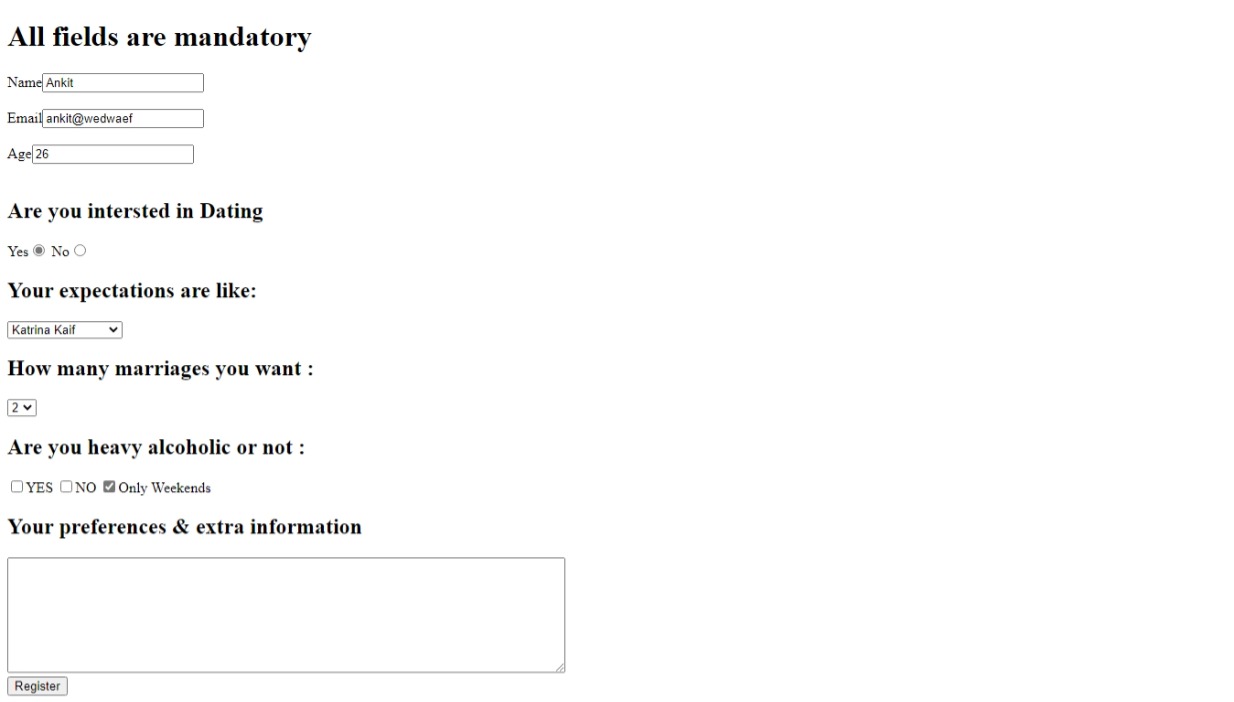 All fields are mandatory
Name Ankit
Email ankit@wedwaef
Age 26
Are you intersted in Dating
Yes No
Your expectations are like:
Katrina Kaif
How many marriages you want :
2
Are you heavy alcoholic or not :
YES NO Only Weekends
Your preferences & extra information
Register